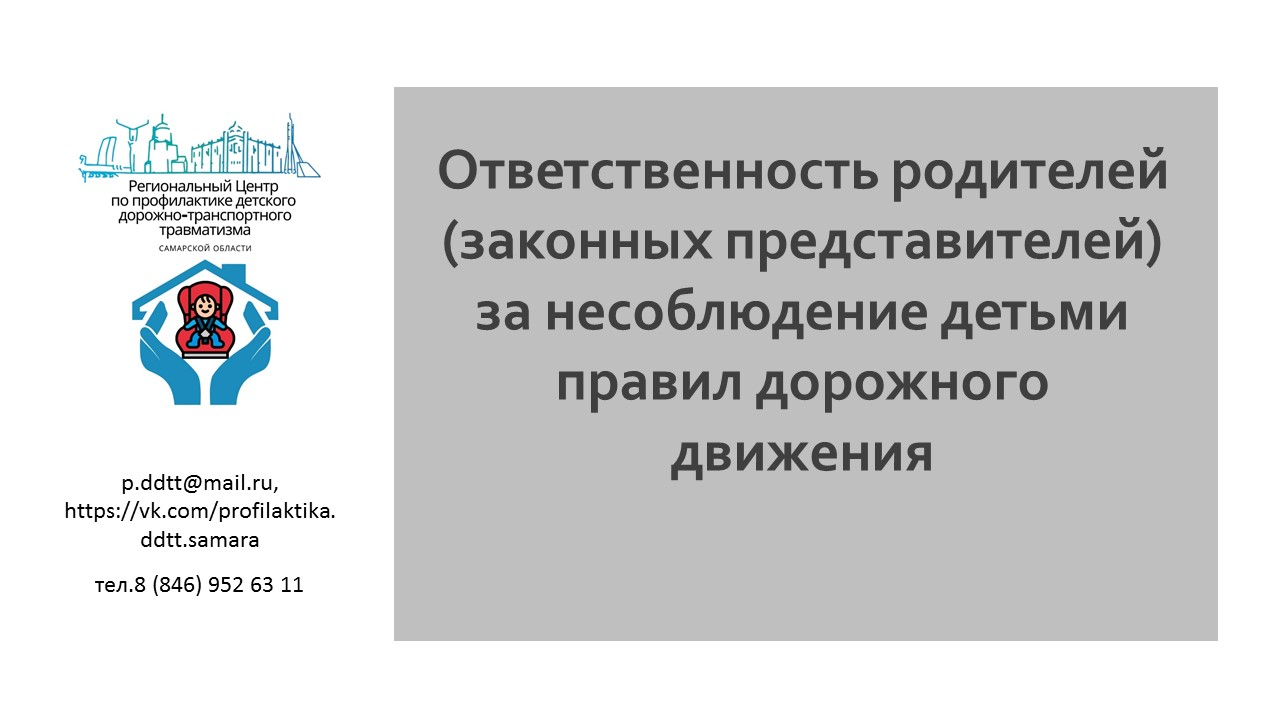 Региональный Центр
по профилактике детского
дорожно-транспортного
травматизма
САМАРСКОЙ ОБЛАСТИ
p.ddtt@mail.ru,
https://vk.com/profilaktika.
ddtt.samara
тел.8 (846) 952 63 11
Ответственность родителей
(законных представителей)
за несоблюдение детьми
правил дорожного
движения